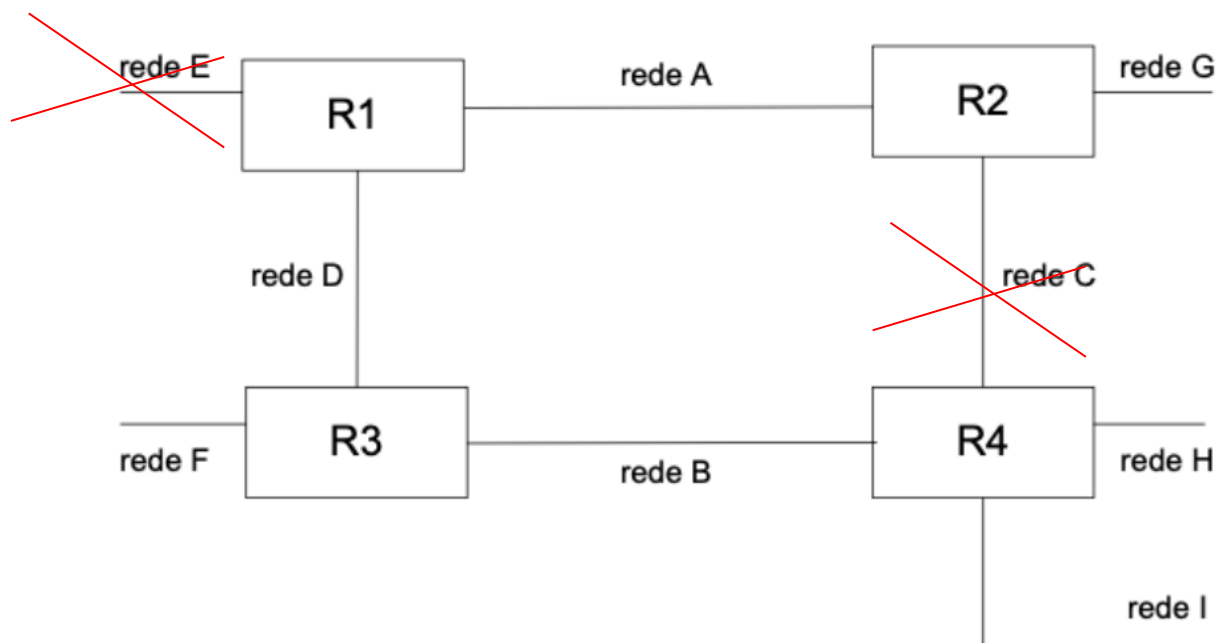 rede E
R1
rede A
R2
rede G
rede D
rede C
rede F
R3
rede B
R4
rede H
rede I